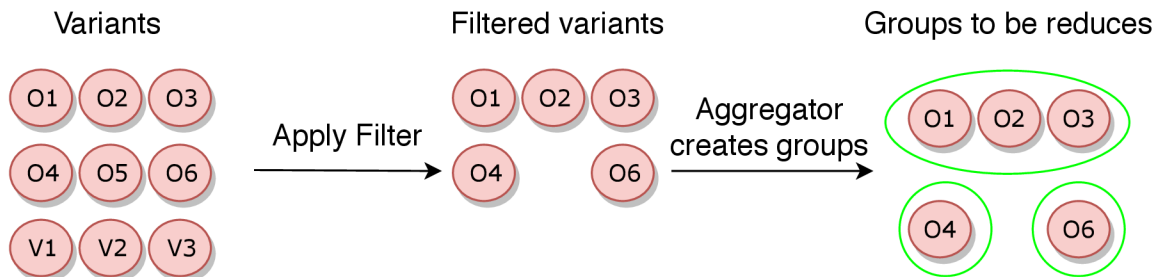 Variants
Filtered variants
Groups to be reduces
O1 O2 O3
O4 O5 O6
V1 V2 V3
Apply Filter
O1 O2 O3
O4 O6
Aggregator
creates groups
O1 O2 O3
O4 O6